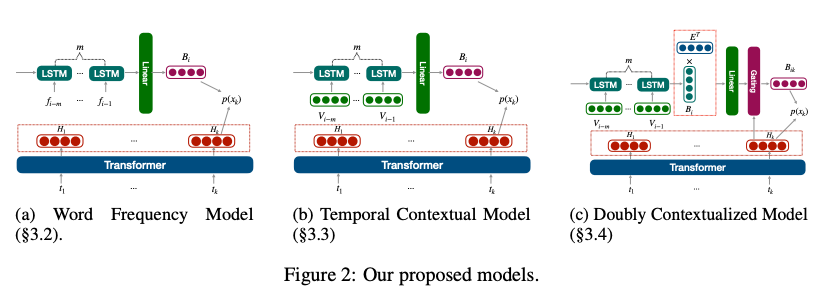 m
LSTM ... LSTM
f_{i-m} ... f_{i-1}
Linear
B_i
p(x_k)
H_1 ... H_k
Transformer
t_1 ... t_k
(a) Word Frequency Model
(§3.2).
m
LSTM ... LSTM
V_{i-m} ... V_{i-1}
Linear
B_i
p(x_k)
H_1 ... H_k
Transformer
t_1 ... t_k
(b) Temporal Contextual Model
(§3.3)
m
LSTM ... LSTM
V_{i-m} ... V_{i-1}
E^T
×
B_i
Linear
Gating
B_{ik}
p(x_k)
H_1 ... H_k
Transformer
t_1 ... t_k
(c) Doubly Contextualized Model
(§3.4)
Figure 2: Our proposed models.